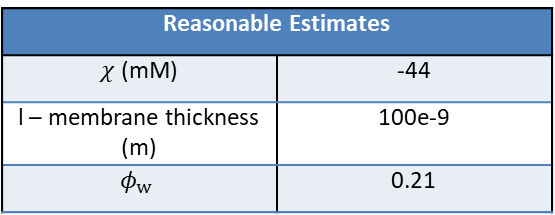 Reasonable Estimates
χ (mM)
-44
l – membrane thickness
(m)
100e-9
ϕw
0.21